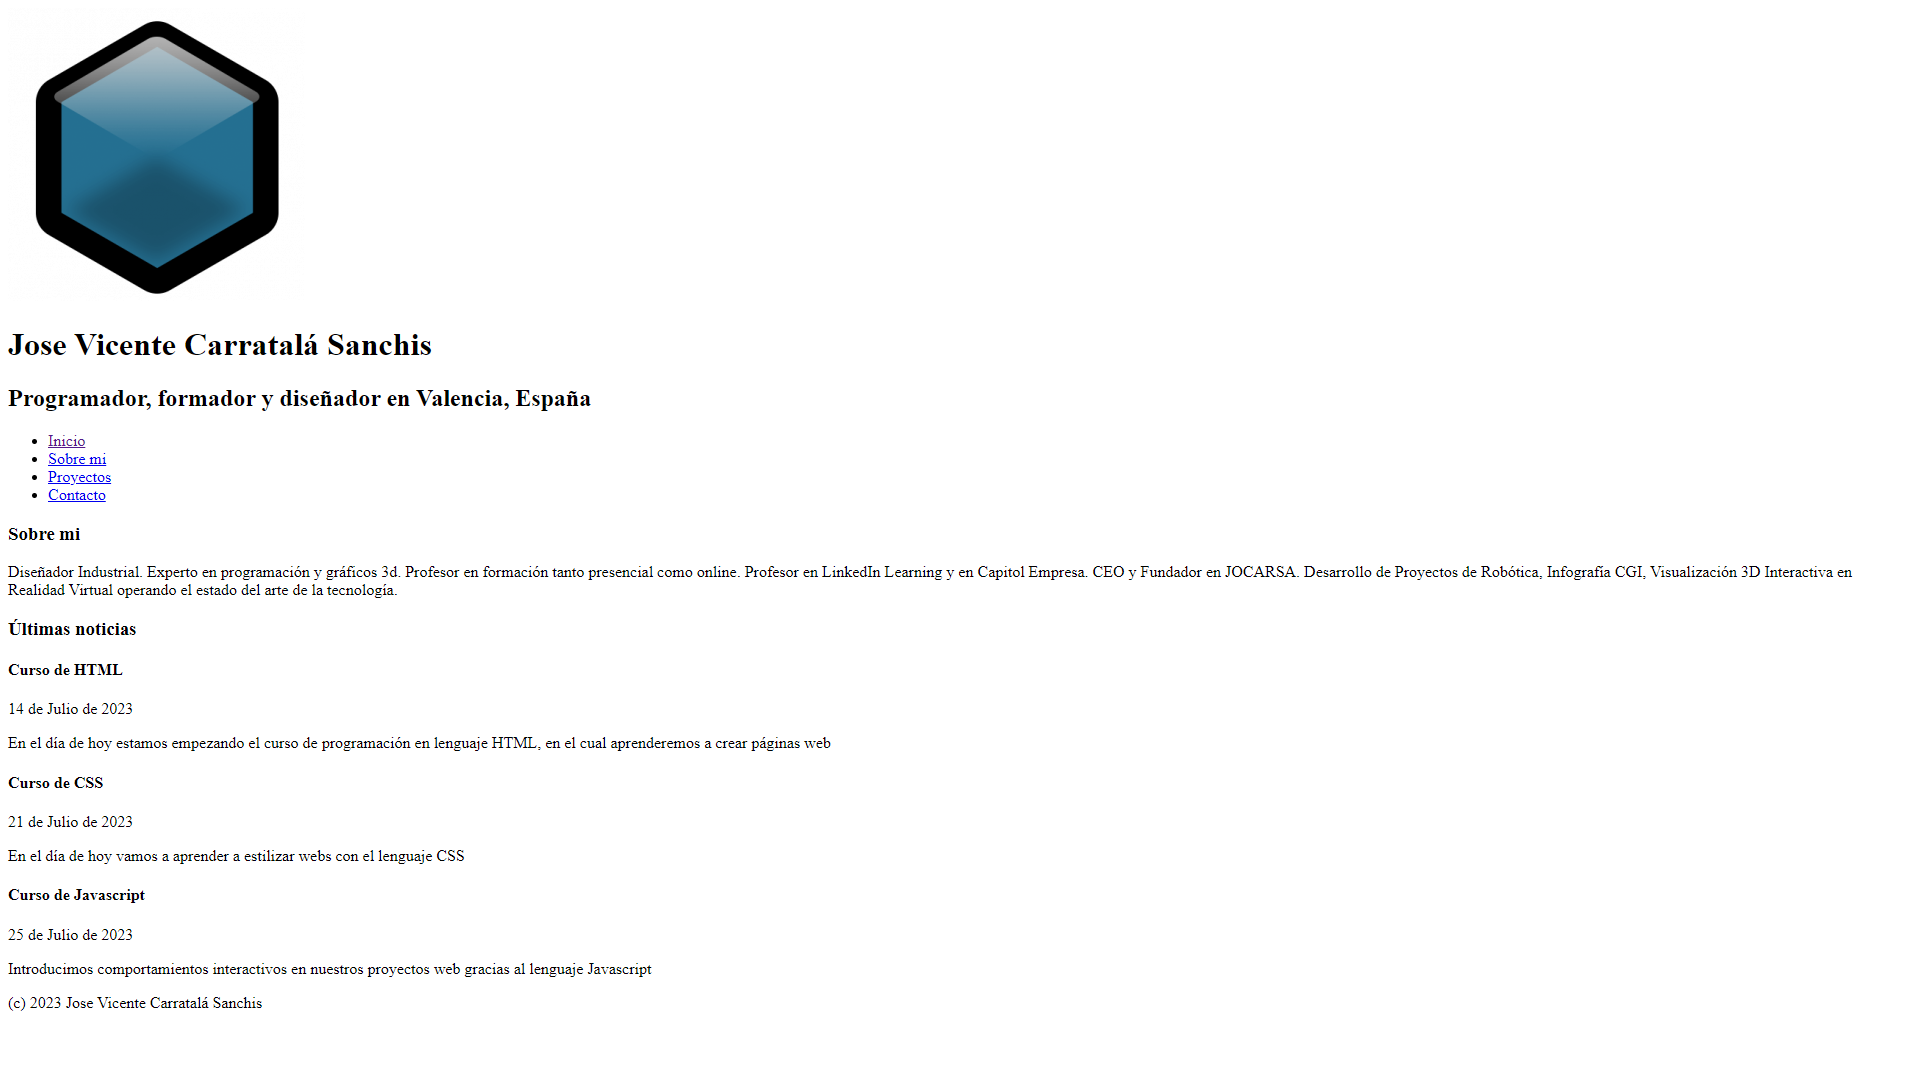 Jose Vicente Carratalá Sanchis
Programador, formador y diseñador en Valencia, España
Inicio
Sobre mi
Proyectos
Contacto
Sobre mi
Diseñador Industrial. Experto en programación y gráficos 3d. Profesor en formación tanto presencial como online. Profesor en LinkedIn Learning y en Capitol Empresa. CEO y Fundador en JOCARSA. Desarrollo de Proyectos de Robótica, Infografía CGI, Visualización 3D Interactiva en
Realidad Virtual operando el estado del arte de la tecnología.
Últimas noticias
Curso de HTML
14 de Julio de 2023
En el día de hoy estamos empezando el curso de programación en lenguaje HTML, en el cual aprenderemos a crear páginas web
Curso de CSS
21 de Julio de 2023
En el día de hoy vamos a aprender a estilizar webs con el lenguaje CSS
Curso de Javascript
25 de Julio de 2023
Introducimos comportamientos interactivos en nuestros proyectos web gracias al lenguaje Javascript
(c) 2023 Jose Vicente Carratalá Sanchis